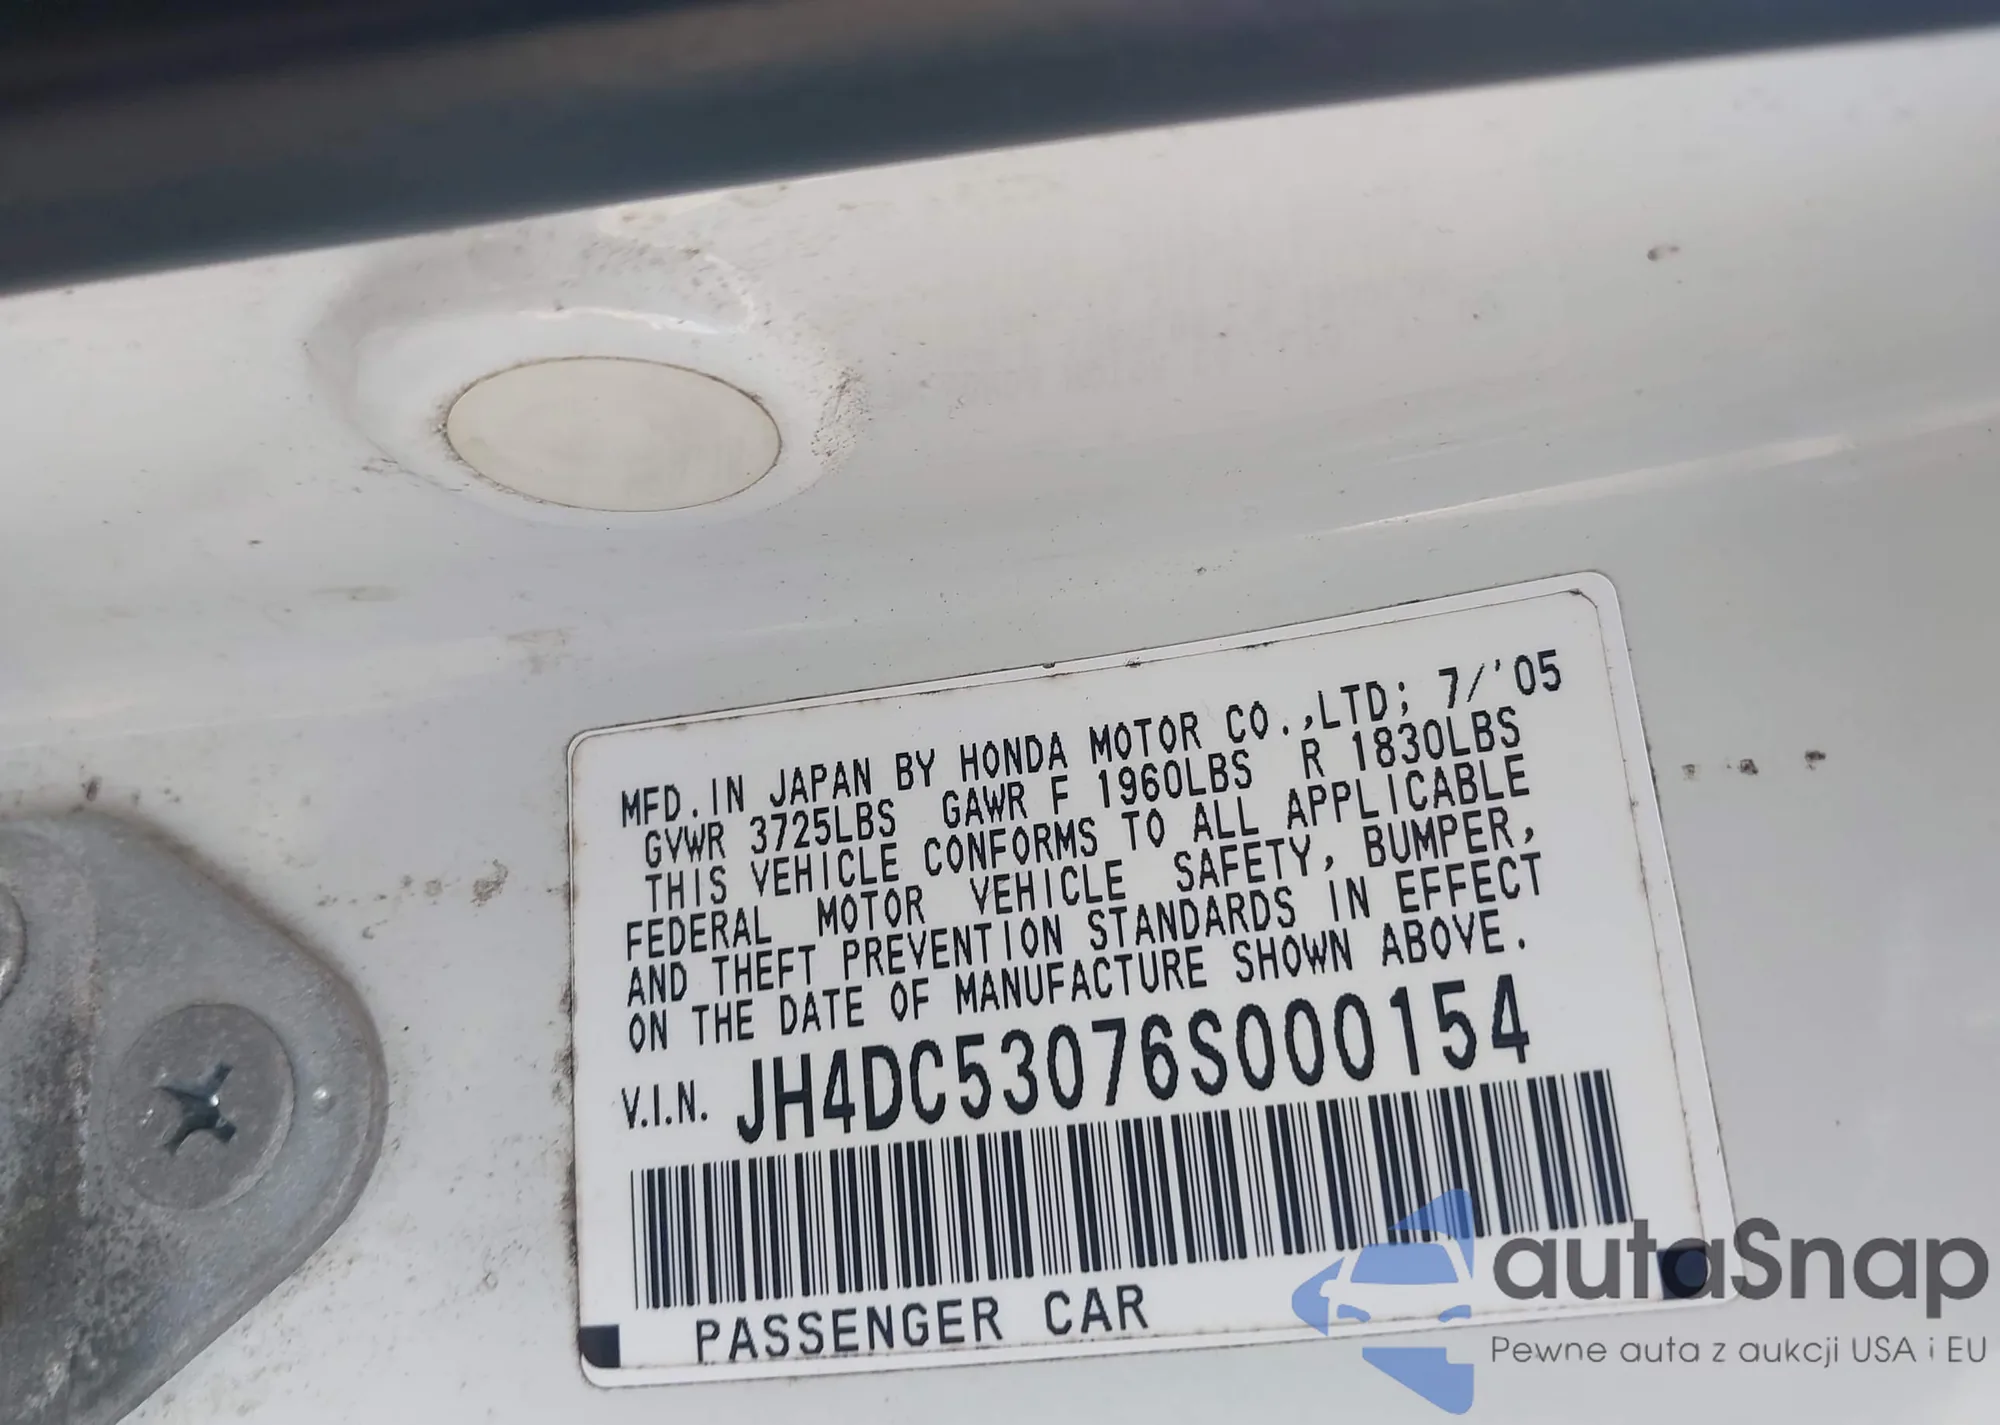 MFD.IN JAPAN BY HONDA MOTOR CO.,LTD; 7/'05
GVWR 3725LBS GAWR F 1960LBS R 1830LBS
THIS VEHICLE CONFORMS TO ALL APPLICABLE
FEDERAL MOTOR VEHICLE SAFETY, BUMPER,
AND THEFT PREVENTION STANDARDS IN EFFECT
ON THE DATE OF MANUFACTURE SHOWN ABOVE.
V.I.N. JH4DC53076S000154
PASSENGER CAR
autaSnap
Pewne auta z aukcji USA i EU